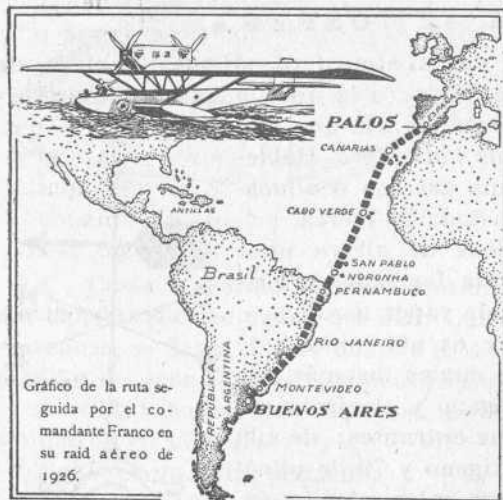 PALOS
CANARIAS
ANTILLAS
CABO VERDE
SAN PABLO
NORONHA
PERNAMBUCO
Brasil
RIO JANEIRO
REPÚBLICA ARGENTINA
MONTEVIDEO
BUENOS AIRES
Gráfico de la ruta se-
guida por el co-
mandante Franco en
su raid aéreo de
1926.